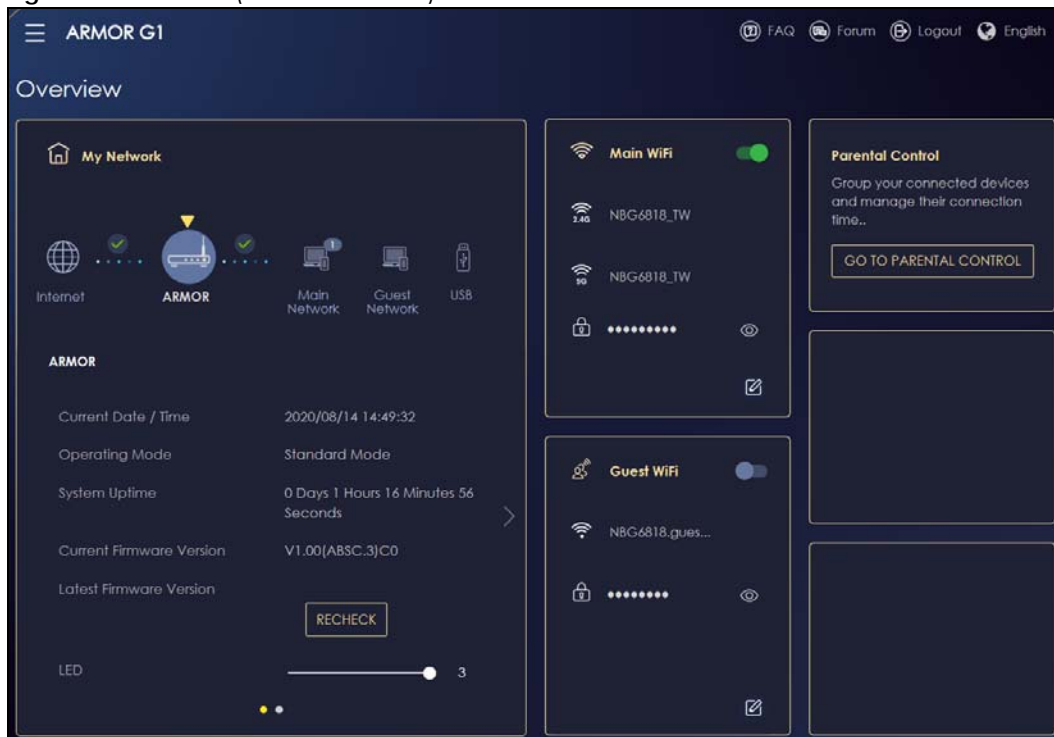 ARMOR G1
FAQ
Forum
Logout
English
Overview
My Network
1
Internet
ARMOR
Main Network
Guest Network
USB
ARMOR
Current Date / Time 2020/08/14 14:49:32
Operating Mode Standard Mode
System Uptime 0 Days 1 Hours 16 Minutes 56
Seconds
Current Firmware Version V1.00(ABSC.3)C0
Latest Firmware Version
RECHECK
LED 3
Main WiFi
2.4G NBG6818_TW
5G NBG6818_TW
•••••••••
Guest WiFi
NBG6818.gues...
••••••••
Parental Control
Group your connected devices
and manage their connection
time..
GO TO PARENTAL CONTROL